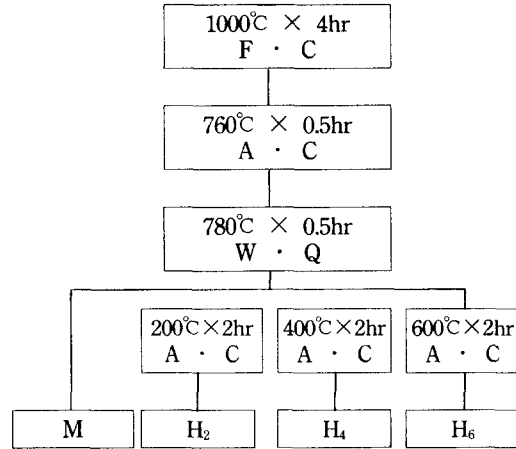 1000℃ × 4hr
F · C
760℃ × 0.5hr
A · C
780℃ × 0.5hr
W · Q
200℃×2hr
A · C
400℃×2hr
A · C
600℃×2hr
A · C
M
H₂
H₄
H₆